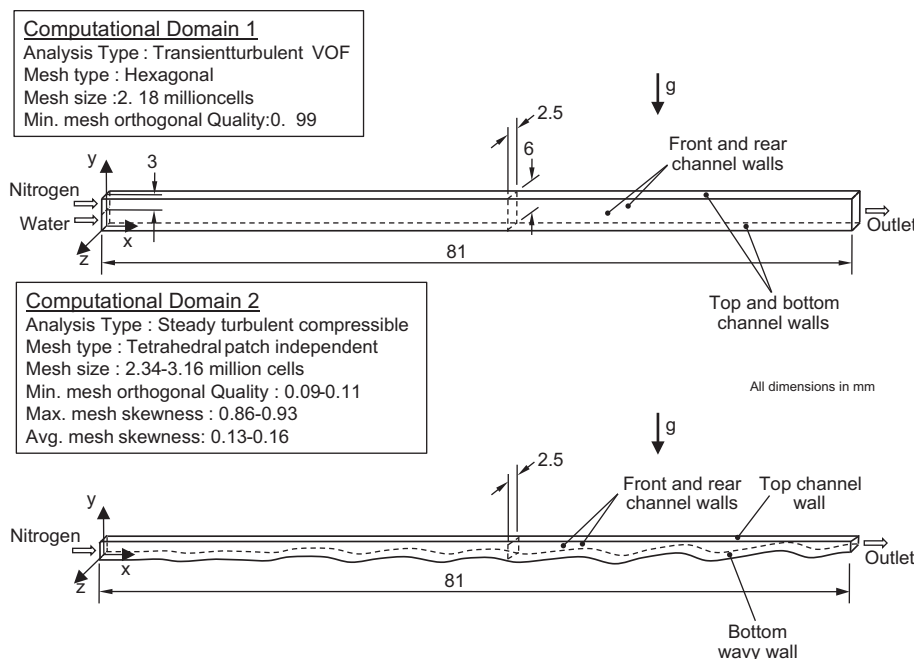 Computational Domain 1
Analysis Type : Transientturbulent VOF
Mesh type : Hexagonal
Mesh size :2. 18 millioncells
Min. mesh orthogonal Quality:0. 99
g
2.5
6
3
y
Front and rear
channel walls
Nitrogen
Water
x
z
Outlet
81
Top and bottom
channel walls
Computational Domain 2
Analysis Type : Steady turbulent compressible
Mesh type : Tetrahedral patch independent
Mesh size : 2.34-3.16 million cells
Min. mesh orthogonal Quality : 0.09-0.11
Max. mesh skewness : 0.86-0.93
Avg. mesh skewness: 0.13-0.16
All dimensions in mm
g
2.5
y
Front and rear
channel walls
Top channel
wall
Nitrogen
x
z
Outlet
81
Bottom
wavy wall